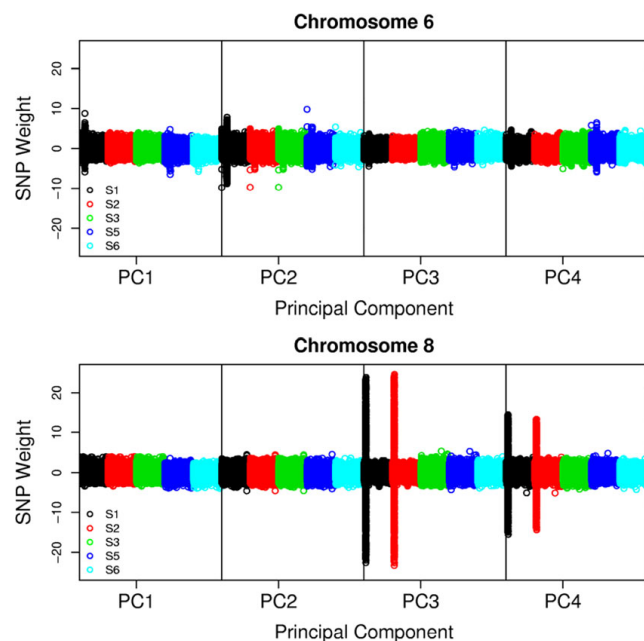 Chromosome 6
SNP Weight
20
10
0
-10
-20
S1
S2
S3
S5
S6
PC1 PC2 PC3 PC4
Principal Component
Chromosome 8
SNP Weight
20
10
0
-10
-20
S1
S2
S3
S5
S6
PC1 PC2 PC3 PC4
Principal Component